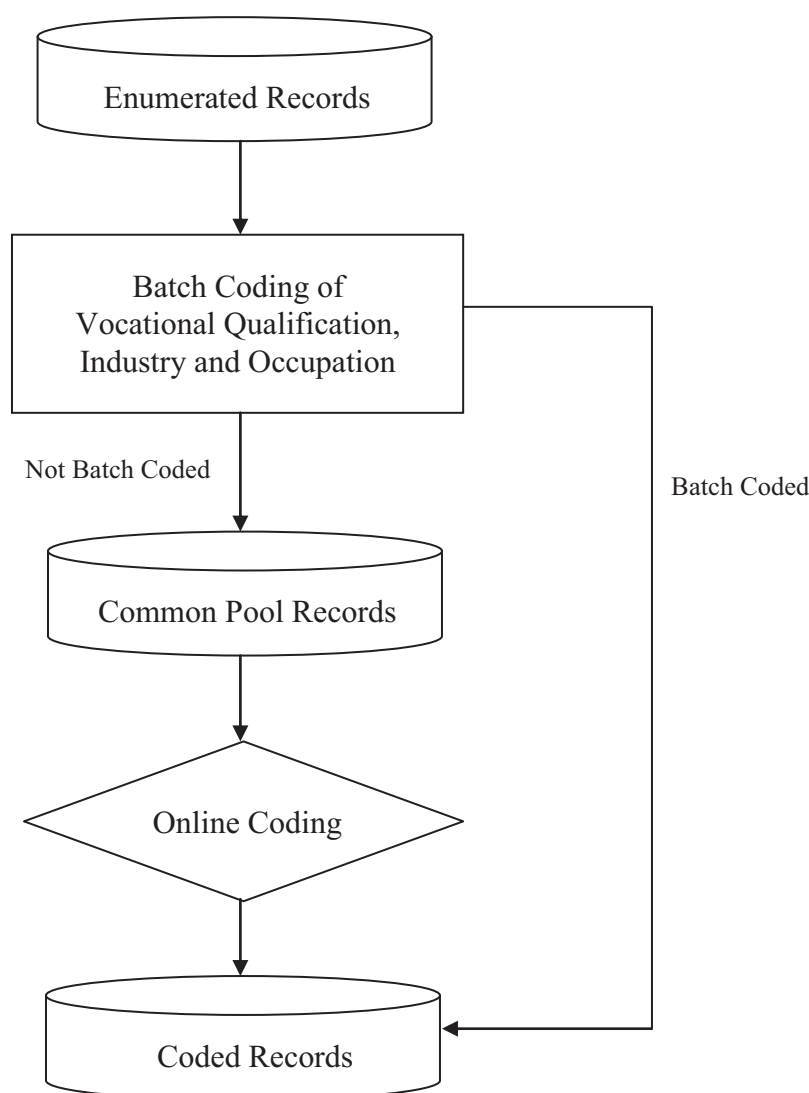 Enumerated Records
Batch Coding of
Vocational Qualification,
Industry and Occupation
Not Batch Coded
Batch Coded
Common Pool Records
Online Coding
Coded Records